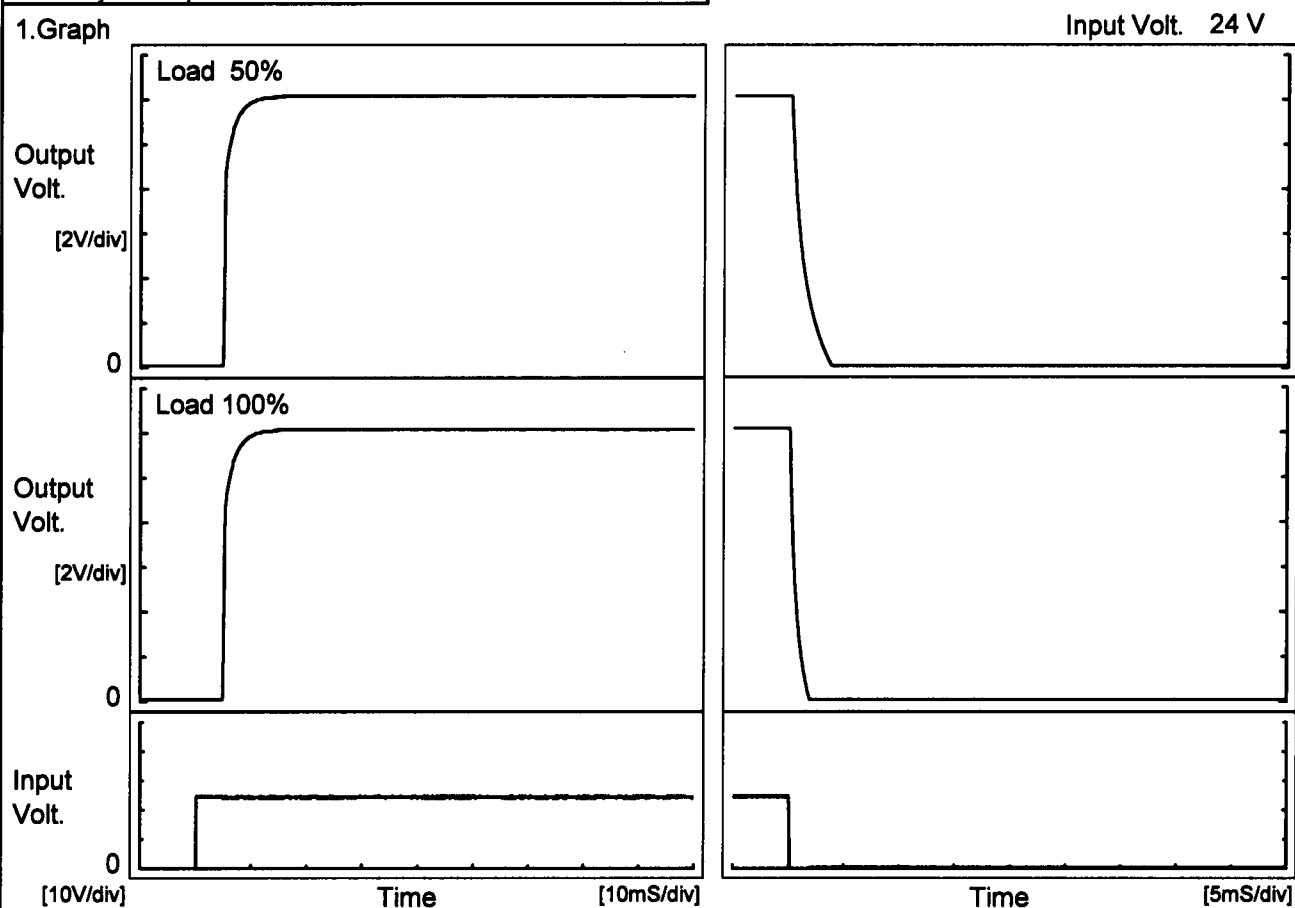 1.Graph
Input Volt. 24 V
Load 50%
Output
Volt.
[2V/div]
0
Load 100%
Output
Volt.
[2V/div]
0
Input
Volt.
0
[10V/div]
Time
[10mS/div]
Time
[5mS/div]